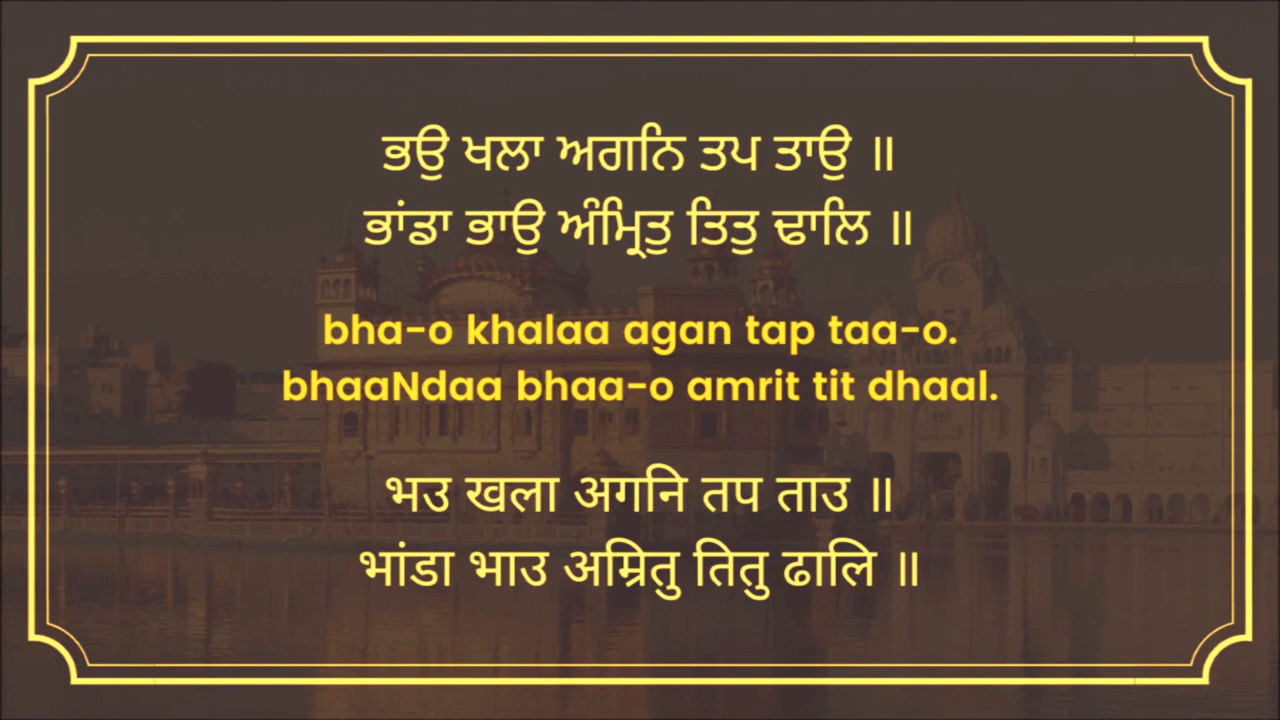 ਭਉ ਖਲਾ ਅਗਨਿ ਤਪ ਤਾਉ ॥
ਭਾਂਡਾ ਭਾਉ ਅੰਮ੍ਰਿਤੁ ਤਿਤੁ ਢਾਲਿ ॥
bha-o khalaa agan tap taa-o.
bhaaNdaa bhaa-o amrit tit dhaal.
भउ खला अगनि तप ताउ ॥
भांडा भाउ अम्रितु तितु ढालि ॥